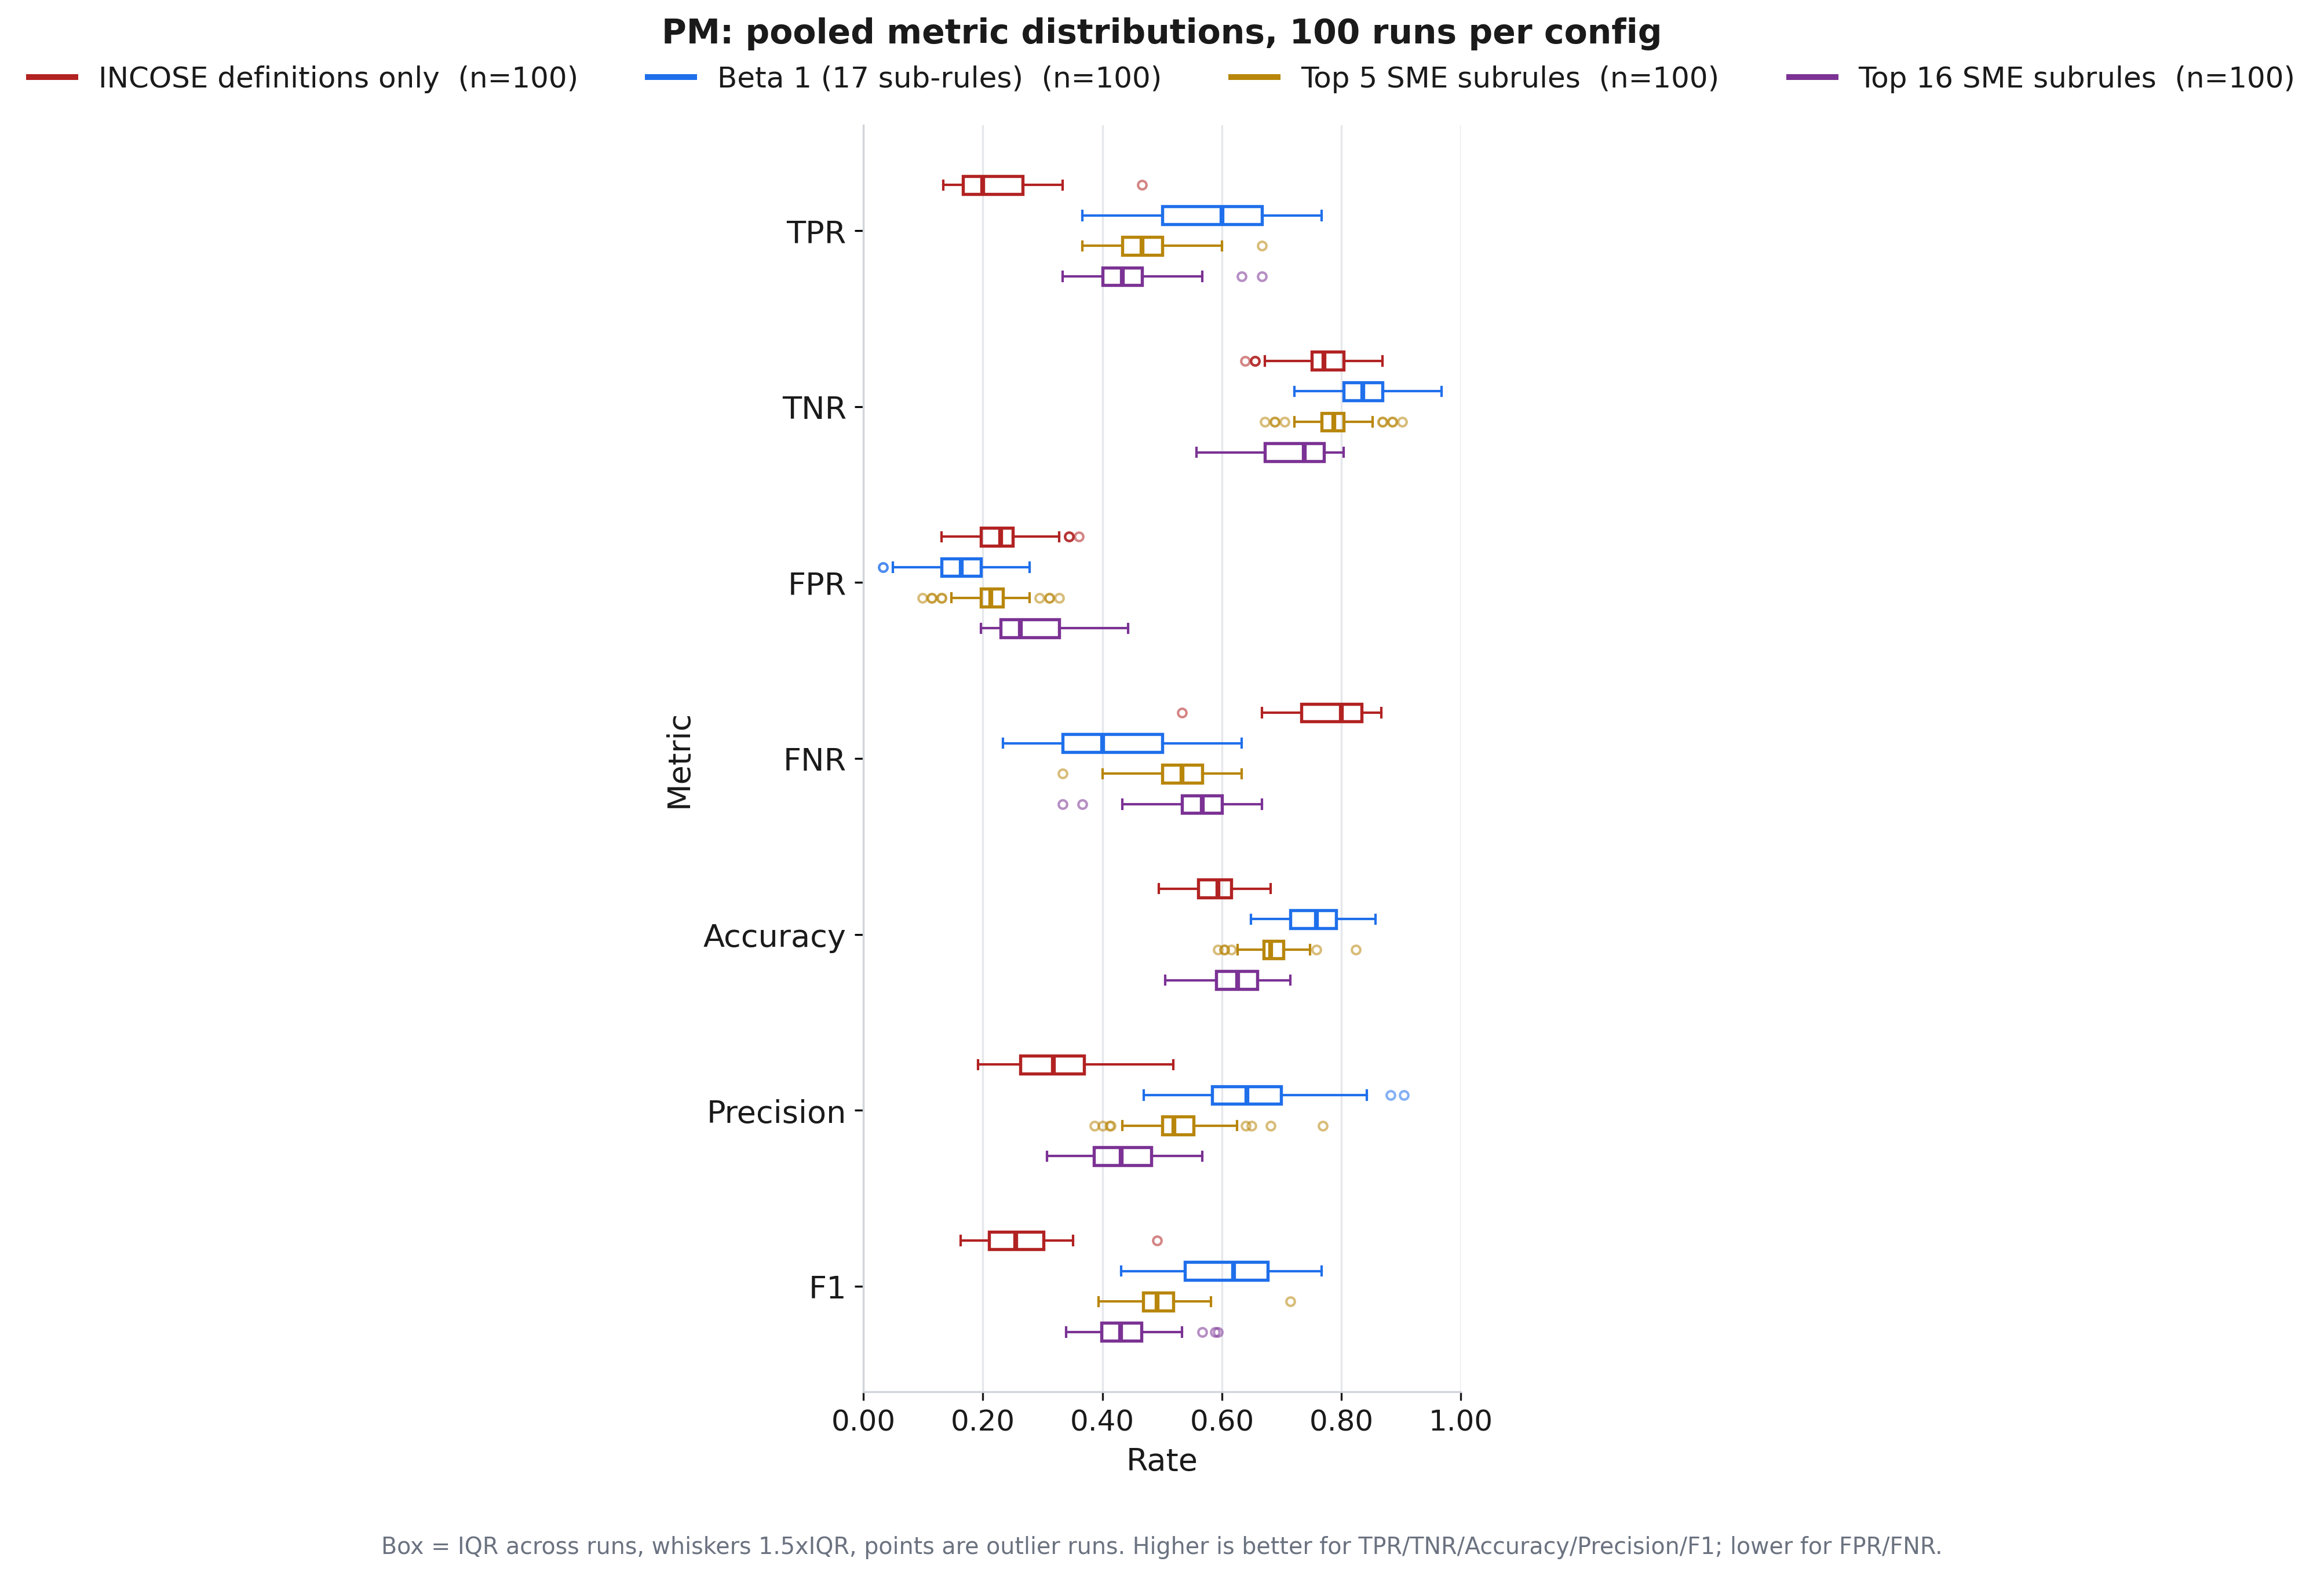 PM: pooled metric distributions, 100 runs per config
INCOSE definitions only (n=100)
Beta 1 (17 sub-rules) (n=100)
Top 5 SME subrules (n=100)
Top 16 SME subrules (n=100)
Metric
TPR
TNR
FPR
FNR
Accuracy
Precision
F1
0.00 0.20 0.40 0.60 0.80 1.00
Rate
Box = IQR across runs, whiskers 1.5xIQR, points are outlier runs. Higher is better for TPR/TNR/Accuracy/Precision/F1; lower for FPR/FNR.